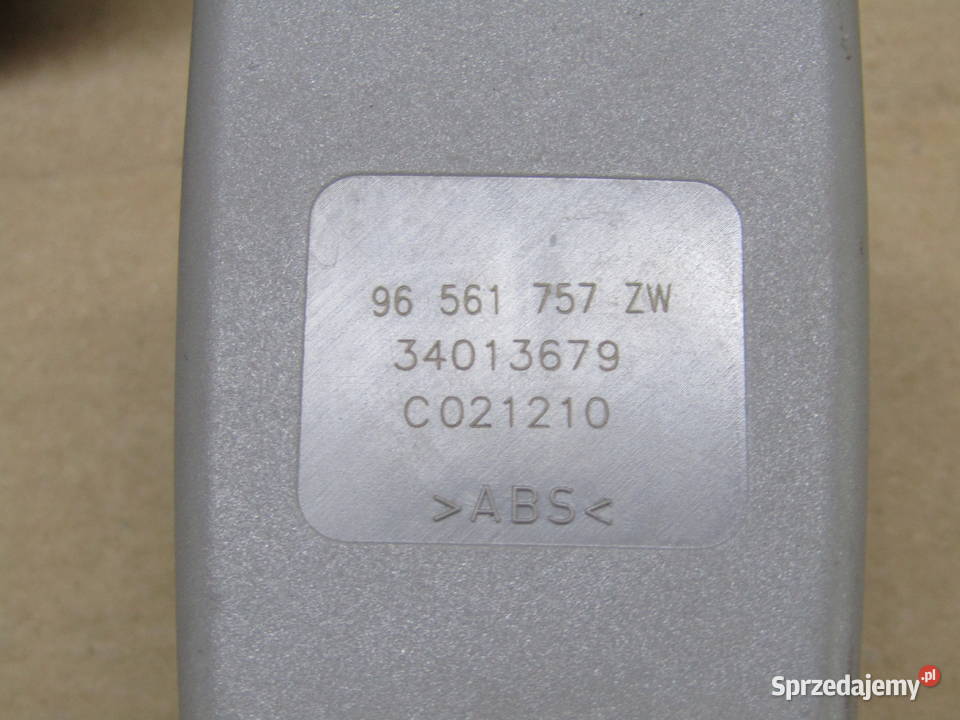 96 561 757 ZW
34013679
C021210
>ABS<
Sprzedajemy.pl